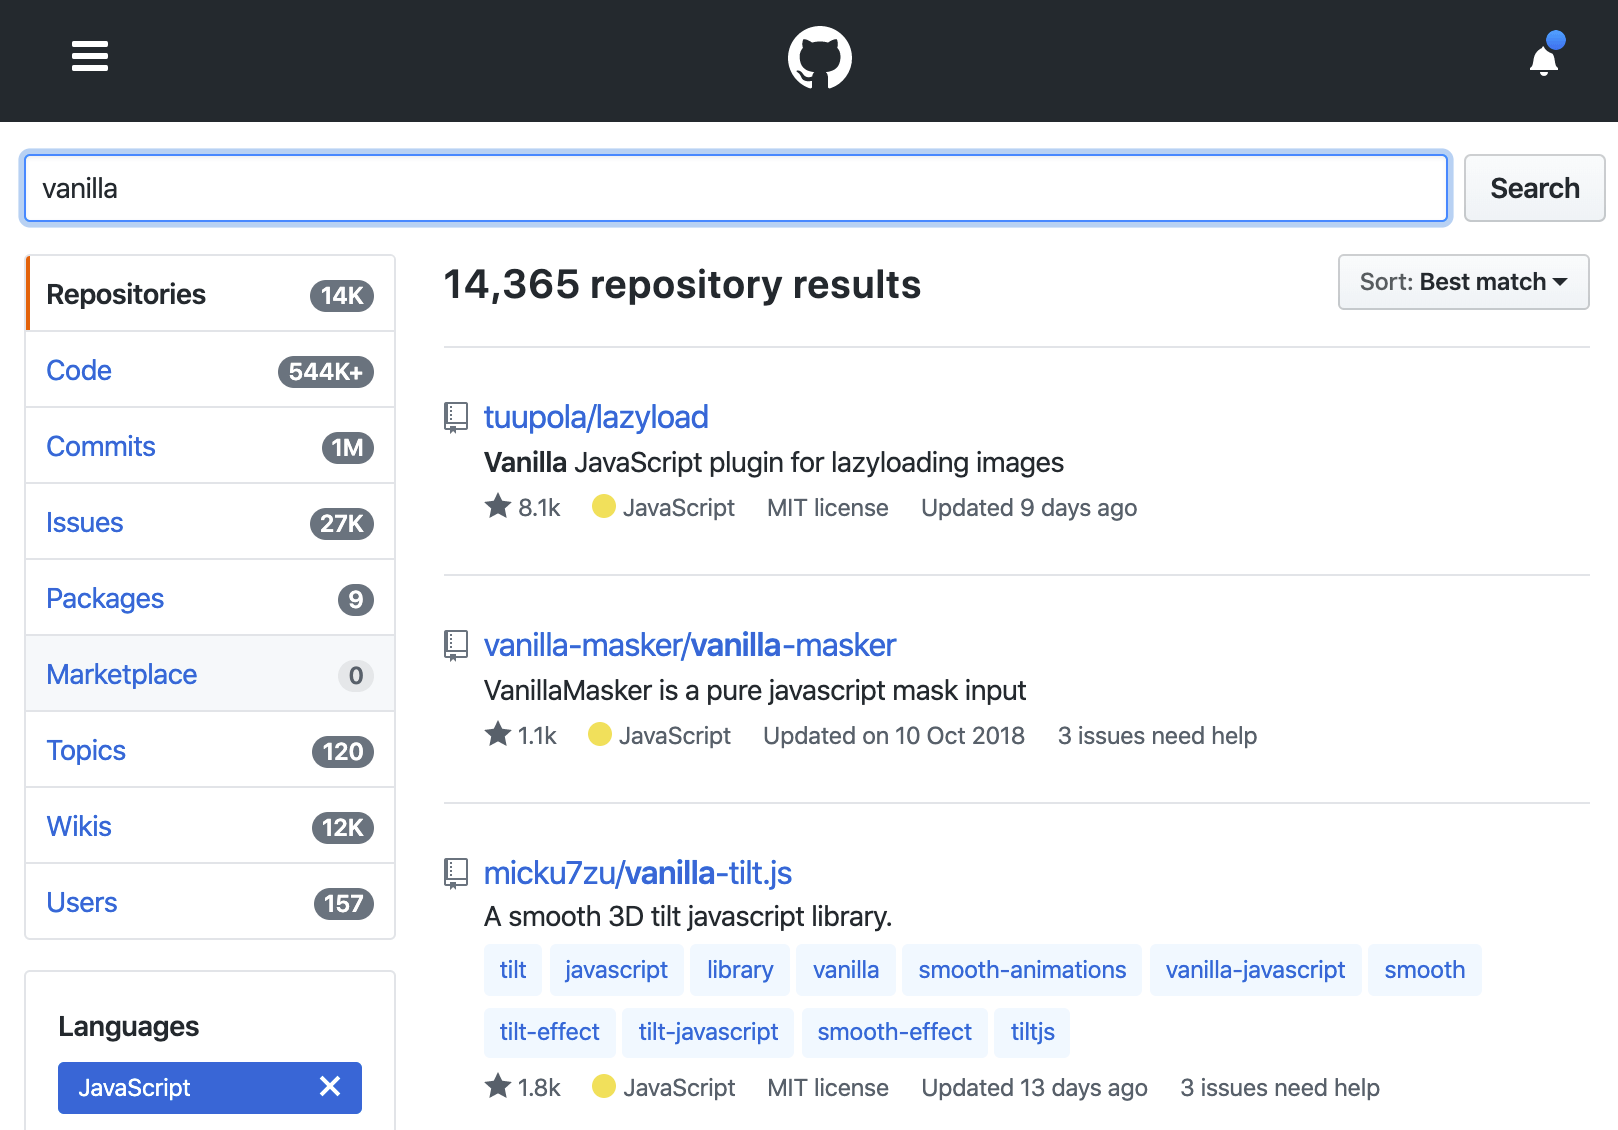 vanilla
Search
Repositories 14K
Code 544K+
Commits 1M
Issues 27K
Packages 9
Marketplace 0
Topics 120
Wikis 12K
Users 157
Languages
JavaScript
14,365 repository results
Sort: Best match
tuupola/lazyload
Vanilla JavaScript plugin for lazyloading images
8.1k JavaScript MIT license Updated 9 days ago
vanilla-masker/vanilla-masker
VanillaMasker is a pure javascript mask input
1.1k JavaScript Updated on 10 Oct 2018 3 issues need help
micku7zu/vanilla-tilt.js
A smooth 3D tilt javascript library.
tilt javascript library vanilla smooth-animations vanilla-javascript smooth
tilt-effect tilt-javascript smooth-effect tiltjs
1.8k JavaScript MIT license Updated 13 days ago 3 issues need help